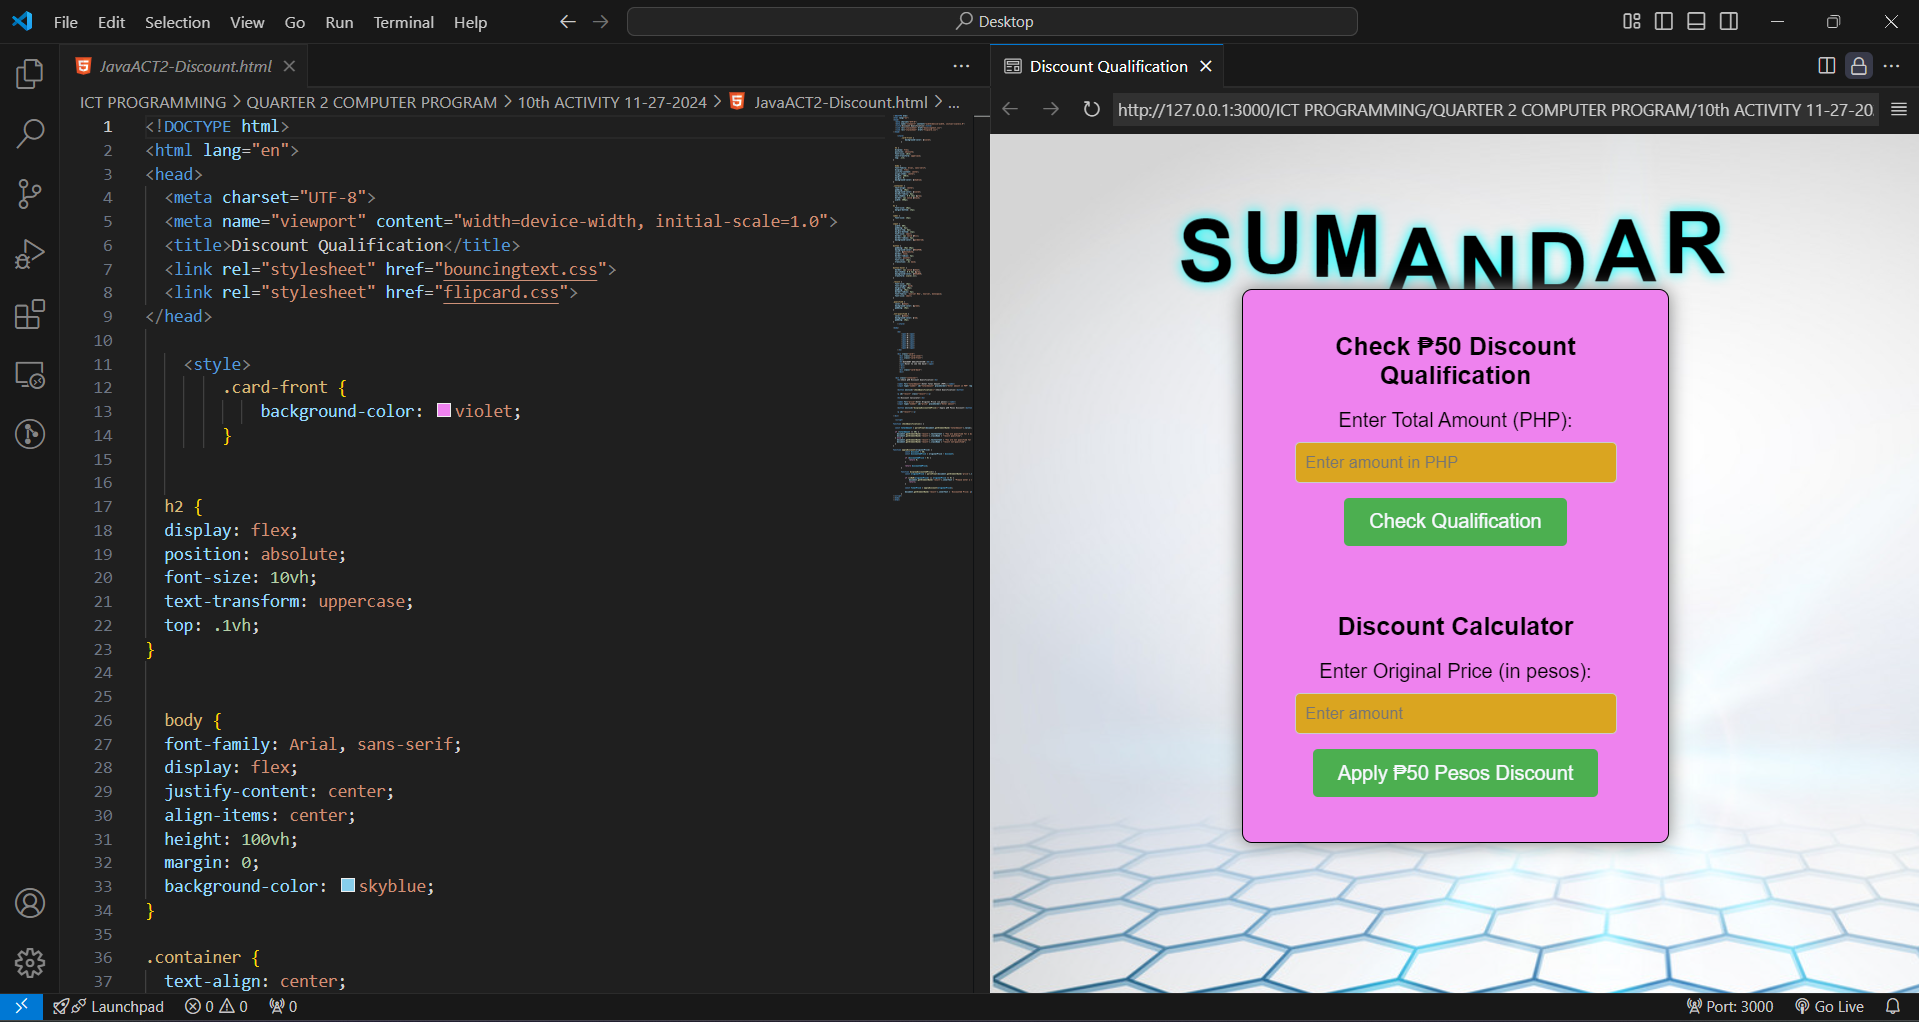 File Edit Selection View Go Run Terminal Help
Desktop
JavaACT2-Discount.html
ICT PROGRAMMING > QUARTER 2 COMPUTER PROGRAM > 10th ACTIVITY 11-27-2024 > JavaACT2-Discount.html > ...
1 <!DOCTYPE html>
2 <html lang="en">
3 <head>
4 <meta charset="UTF-8">
5 <meta name="viewport" content="width=device-width, initial-scale=1.0">
6 <title>Discount Qualification</title>
7 <link rel="stylesheet" href="bouncingtext.css">
8 <link rel="stylesheet" href="flipcard.css">
9 </head>
10
11 <style>
12 .card-front {
13 background-color: violet;
14 }
15
16
17 h2 {
18 display: flex;
19 position: absolute;
20 font-size: 10vh;
21 text-transform: uppercase;
22 top: .1vh;
23 }
24
25
26 body {
27 font-family: Arial, sans-serif;
28 display: flex;
29 justify-content: center;
30 align-items: center;
31 height: 100vh;
32 margin: 0;
33 background-color: skyblue;
34 }
35
36 .container {
37 text-align: center;
Discount Qualification
http://127.0.0.1:3000/ICT PROGRAMMING/QUARTER 2 COMPUTER PROGRAM/10th ACTIVITY 11-27-20
SUMANDAR
Check ₱50 Discount
Qualification
Enter Total Amount (PHP):
Enter amount in PHP
Check Qualification
Discount Calculator
Enter Original Price (in pesos):
Enter amount
Apply ₱50 Pesos Discount
Launchpad 0 0 0
Port: 3000 Go Live